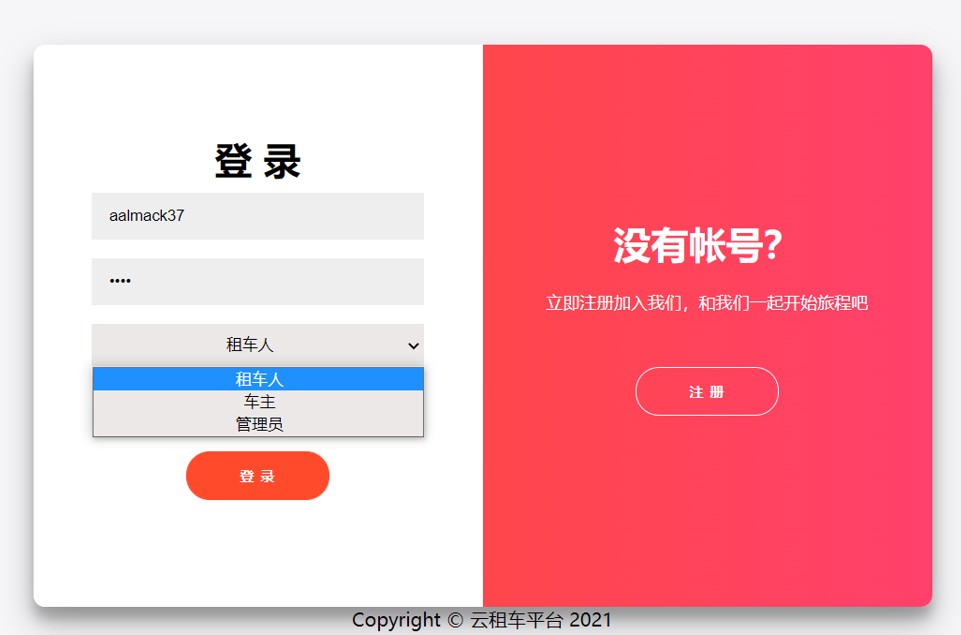 登 录
aalmack37
••••
租车人
租车人
车主
管理员
登 录
没有帐号？
立即注册加入我们，和我们一起开始旅程吧
注 册
Copyright © 云租车平台 2021